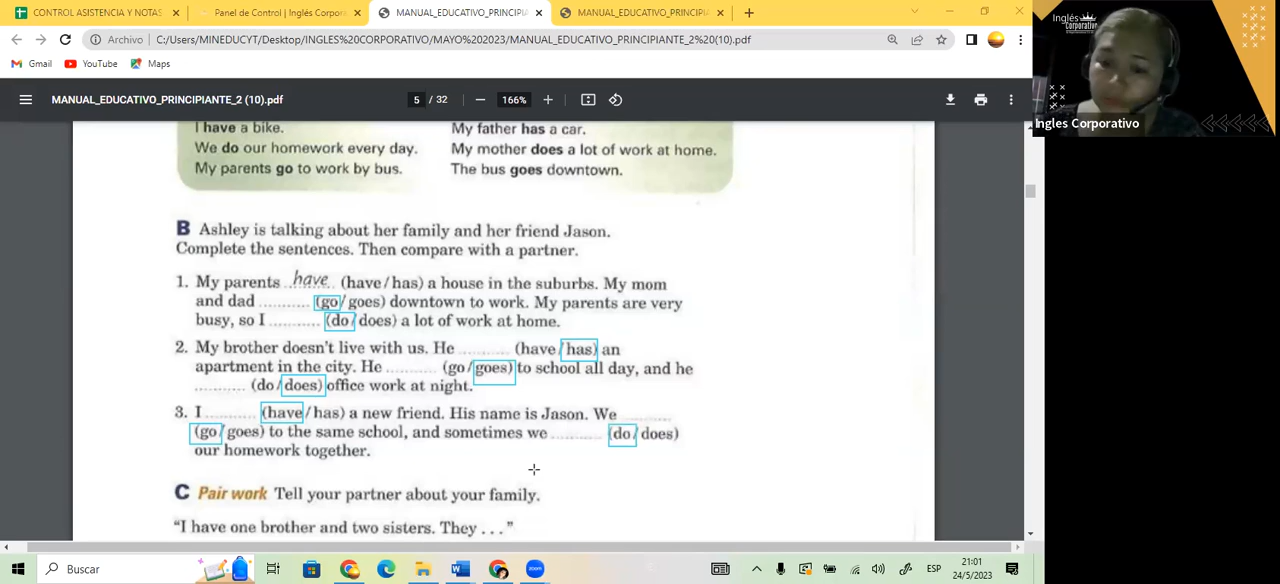 CONTROL ASISTENCIA Y NOTAS
Panel de Control | Inglés Corpora
MANUAL_EDUCATIVO_PRINCIPIA
MANUAL_EDUCATIVO_PRINCIPIA
Archivo
C:/Users/MINEDUCYT/Desktop/INGLES%20CORPORATIVO/MAYO%202023/MANUAL_EDUCATIVO_PRINCIPIANTE_2%20(10).pdf
Gmail
YouTube
Maps
MANUAL_EDUCATIVO_PRINCIPIANTE_2 (10).pdf
5 / 32
166%
Inglés
Corporativo
Ingles Corporativo
I have a bike.
We do our homework every day.
My parents go to work by bus.
My father has a car.
My mother does a lot of work at home.
The bus goes downtown.
B Ashley is talking about her family and her friend Jason.
Complete the sentences. Then compare with a partner.
1. My parents have (have/has) a house in the suburbs. My mom
and dad .......... (go/goes) downtown to work. My parents are very
busy, so I .......... (do/does) a lot of work at home.
2. My brother doesn't live with us. He .......... (have/has) an
apartment in the city. He .......... (go/goes) to school all day, and he
.......... (do/does) office work at night.
3. I .......... (have/has) a new friend. His name is Jason. We ..........
(go/goes) to the same school, and sometimes we .......... (do/does)
our homework together.
C Pair work Tell your partner about your family.
"I have one brother and two sisters. They . . ."
Buscar
zoom
ESP
21:01
24/5/2023